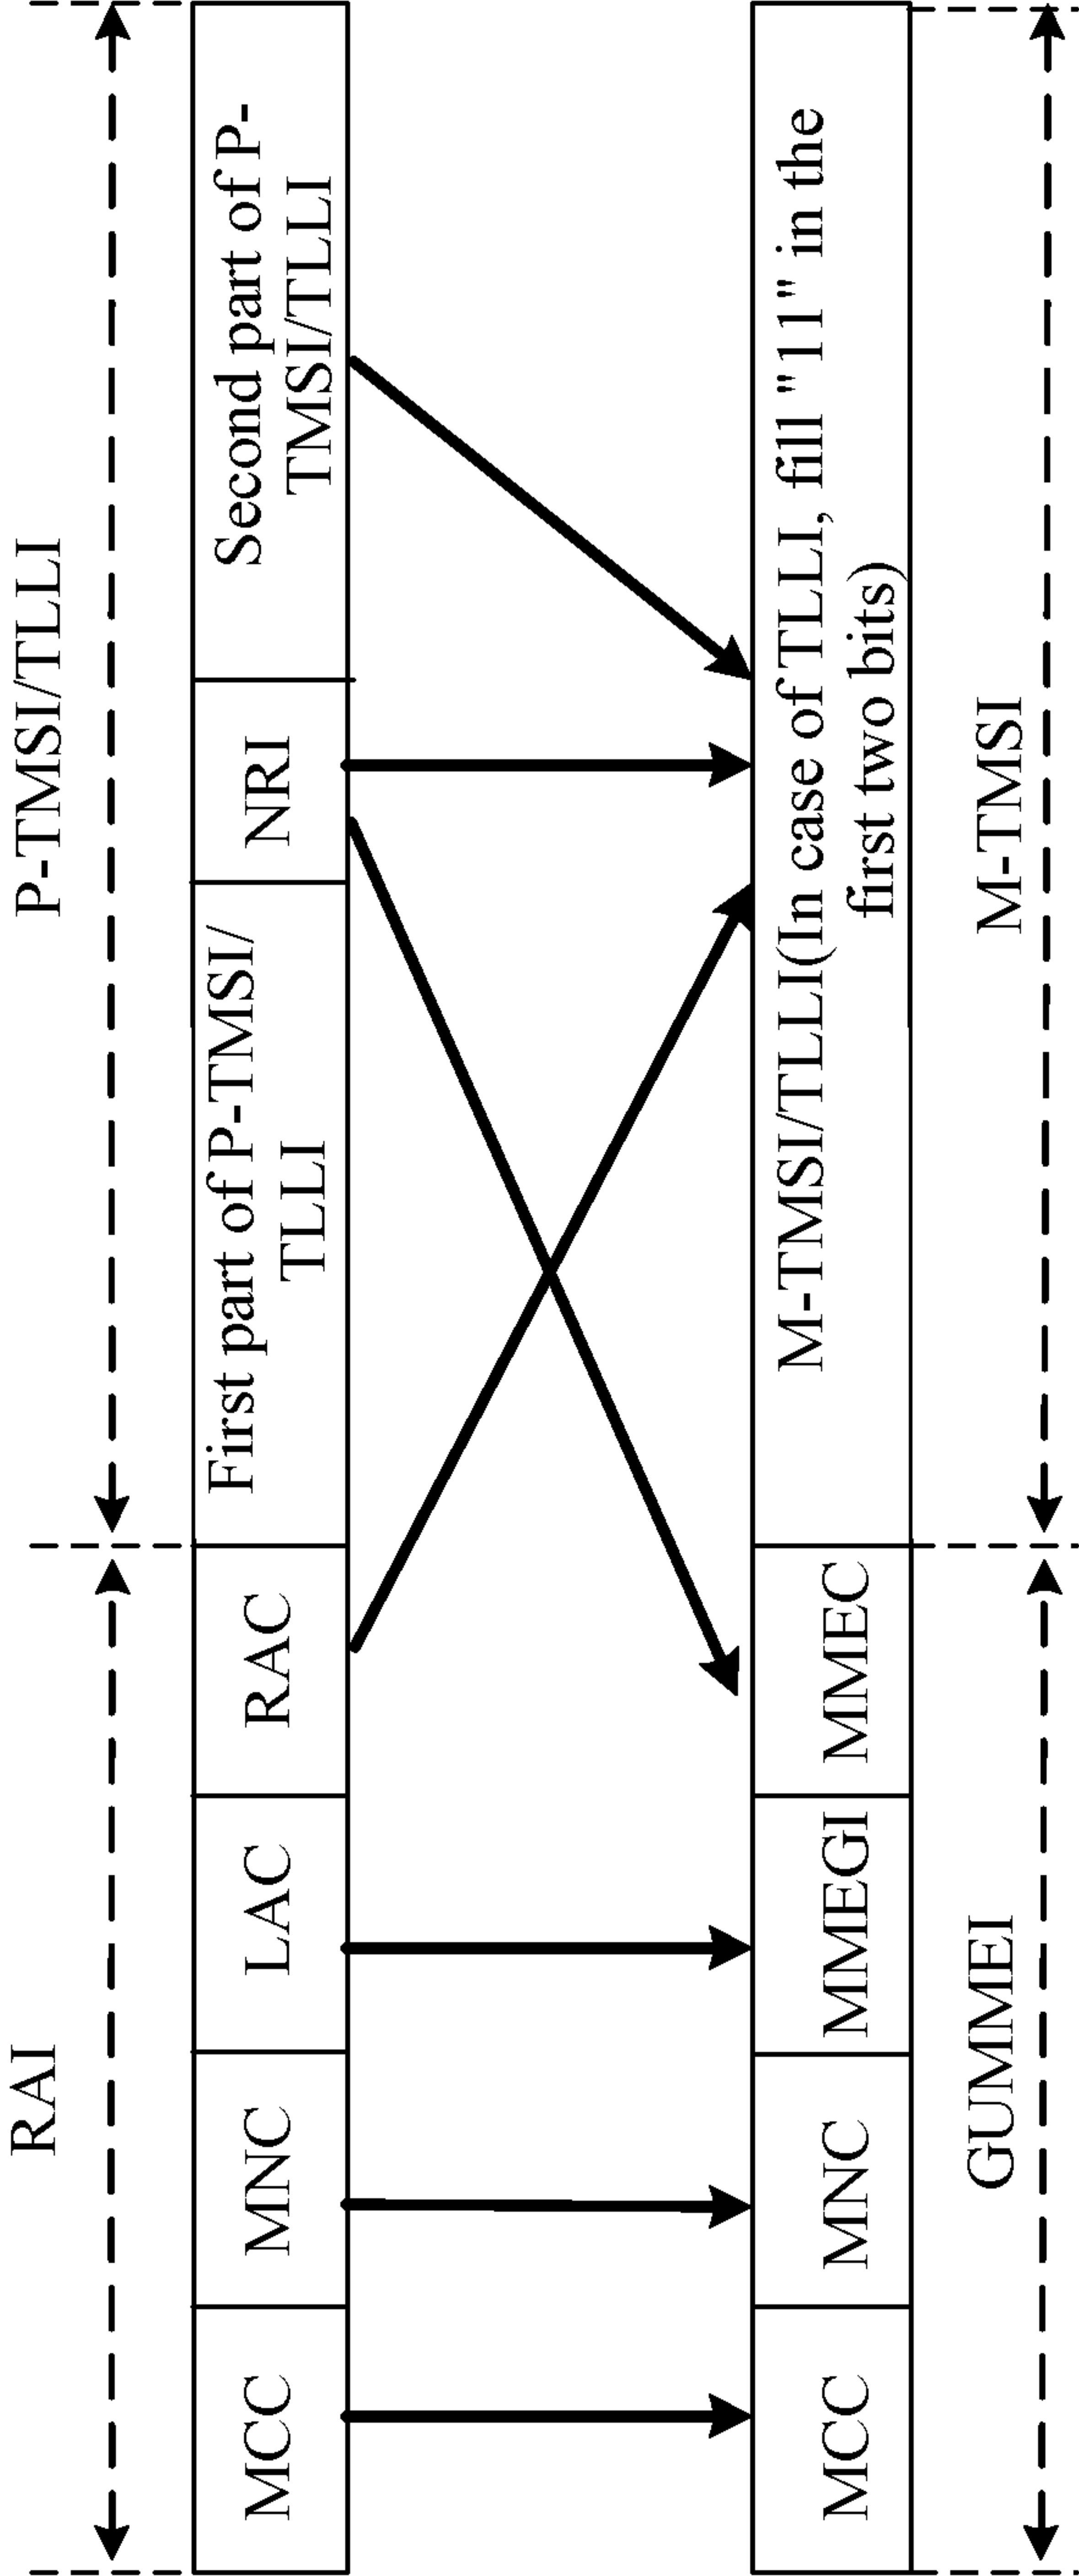 RAI
P-TMSI/TLLI
MCC
MNC
LAC
RAC
First part of P-TMSI/
TLLI
NRI
Second part of P-
TMSI/TLLI
MCC
MNC
MMEGI
MMEC
M-TMSI/TLLI(In case of TLLI, fill "11" in the
first two bits)
GUMMEI
M-TMSI